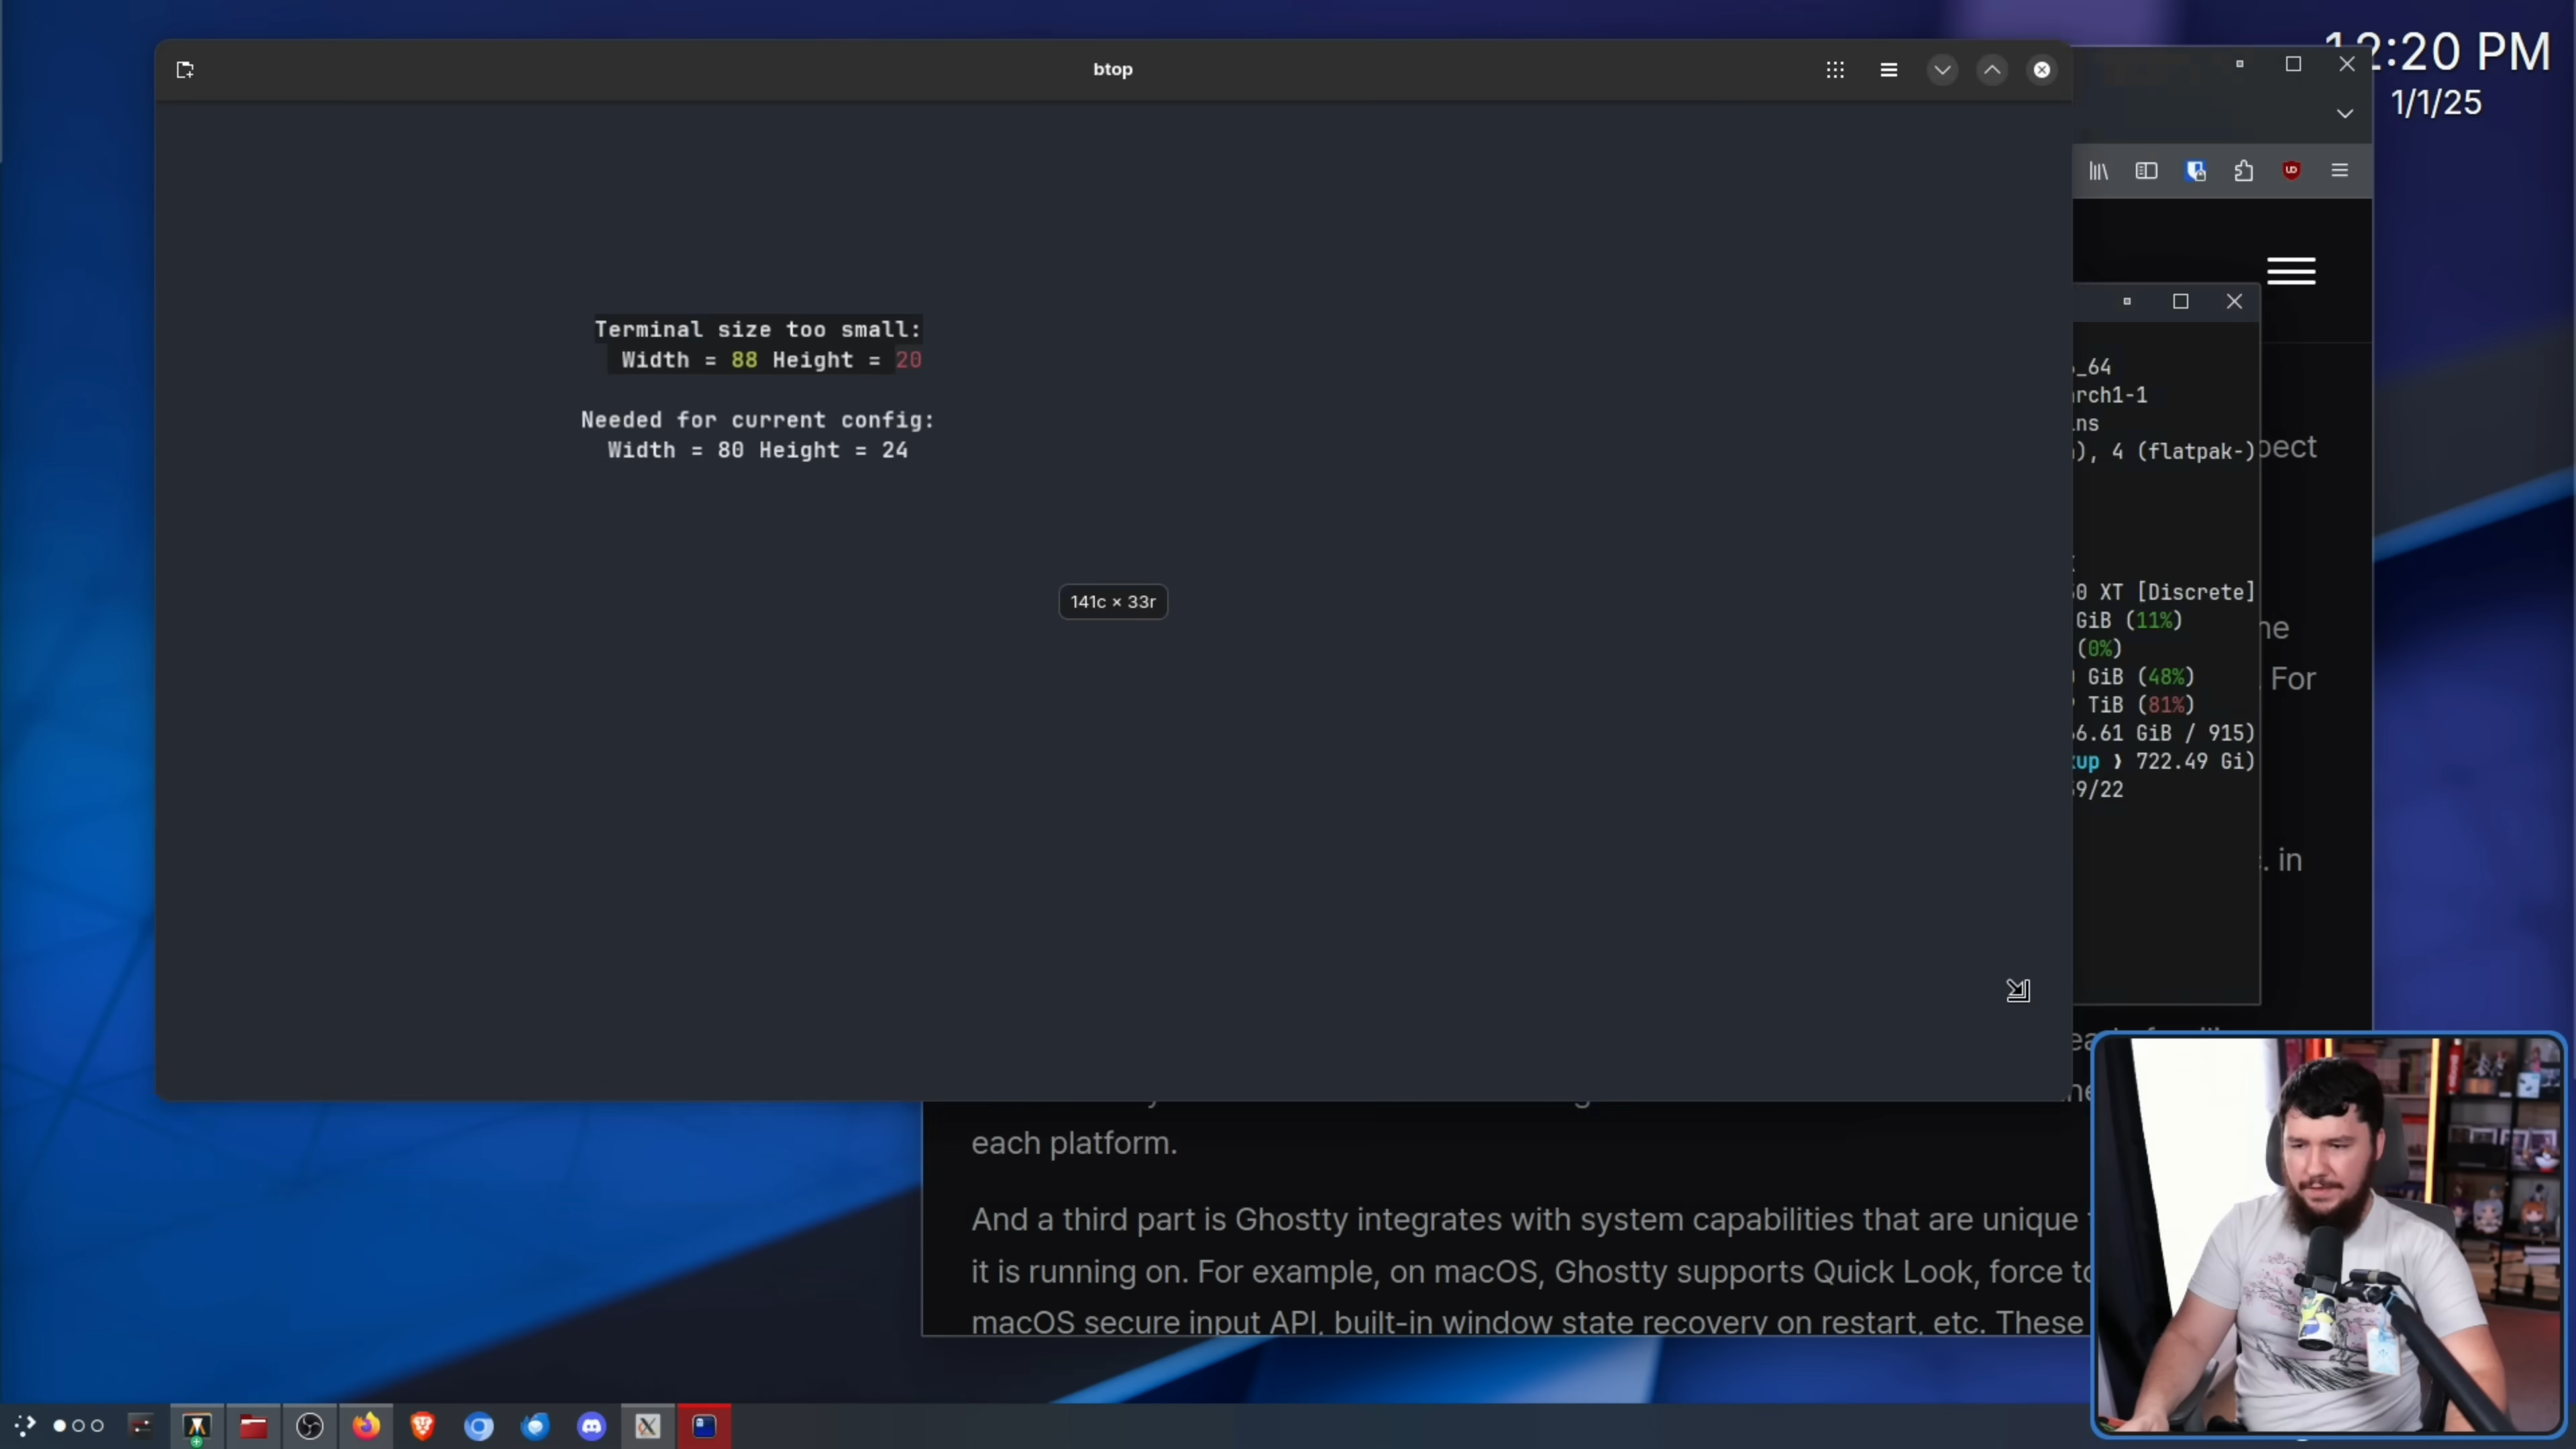 btop
12:20 PM
1/1/25
Terminal size too small:
Width = 88 Height = 20
Needed for current config:
Width = 80 Height = 24
141c × 33r
_64
arch1-1
), 4 (flatpak-)
pect
XT [Discrete]
GiB (11%)
(0%)
GiB (48%)
For
TiB (81%)
6.61 GiB / 915)
up › 722.49 Gi)
9/22
. in
each platform.
And a third part is Ghostty integrates with system capabilities that are unique
it is running on. For example, on macOS, Ghostty supports Quick Look, force
macOS secure input API, built-in window state recovery on restart, etc. These